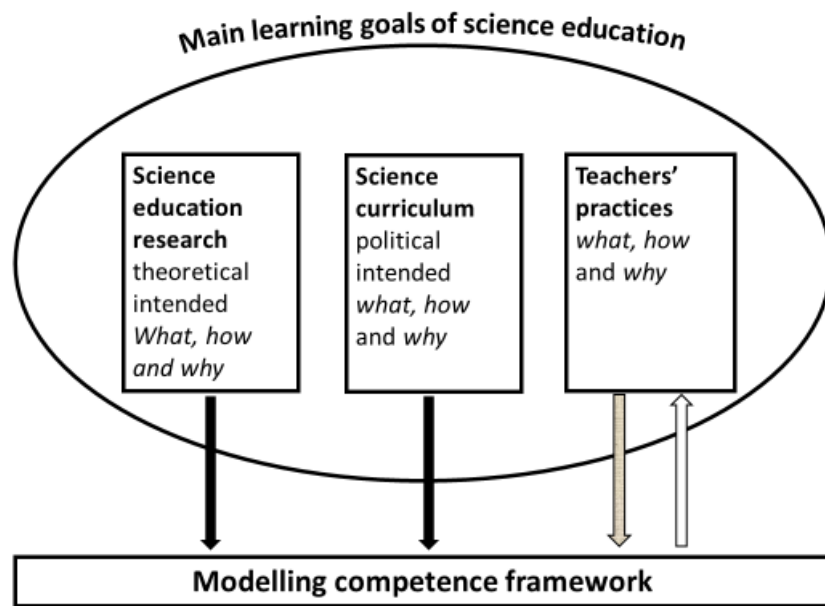 Main learning goals of science education
Science
education
research
theoretical
intended
What, how
and why
Science
curriculum
political
intended
what, how
and why
Teachers'
practices
what, how
and why
Modelling competence framework